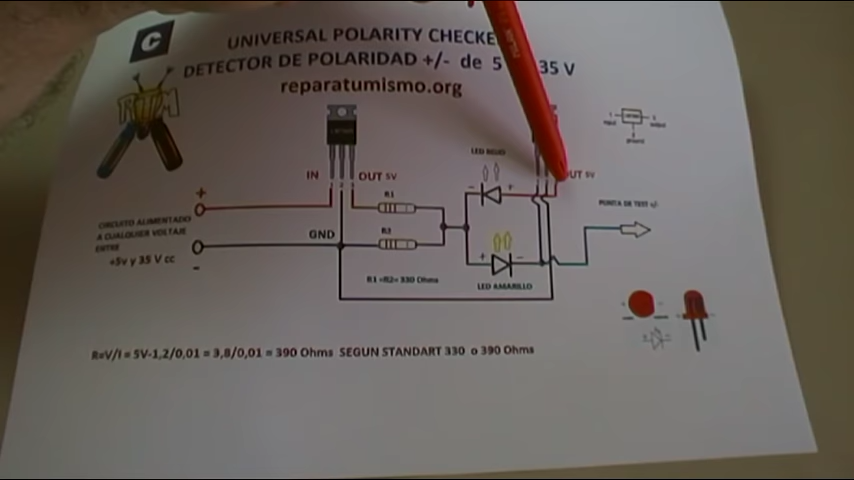 C
UNIVERSAL POLARITY CHECKE
DETECTOR DE POLARIDAD +/- de 5 35 V
reparatumismo.org
RTM
LED ROJO
IN OUT 5V
UT 5V
+
R1
- +
PUNTA DE TEST +/-
CIRCUITO ALIMENTADO
A CUALQUIER VOLTAJE
ENTRE
+5v y 35 V cc
GND
R2
-
+ -
R1 =R2= 330 Ohms
LED AMARILLO
R=V/I = 5V-1,2/0,01 = 3,8/0,01 = 390 Ohms SEGUN STANDART 330 o 390 Ohms